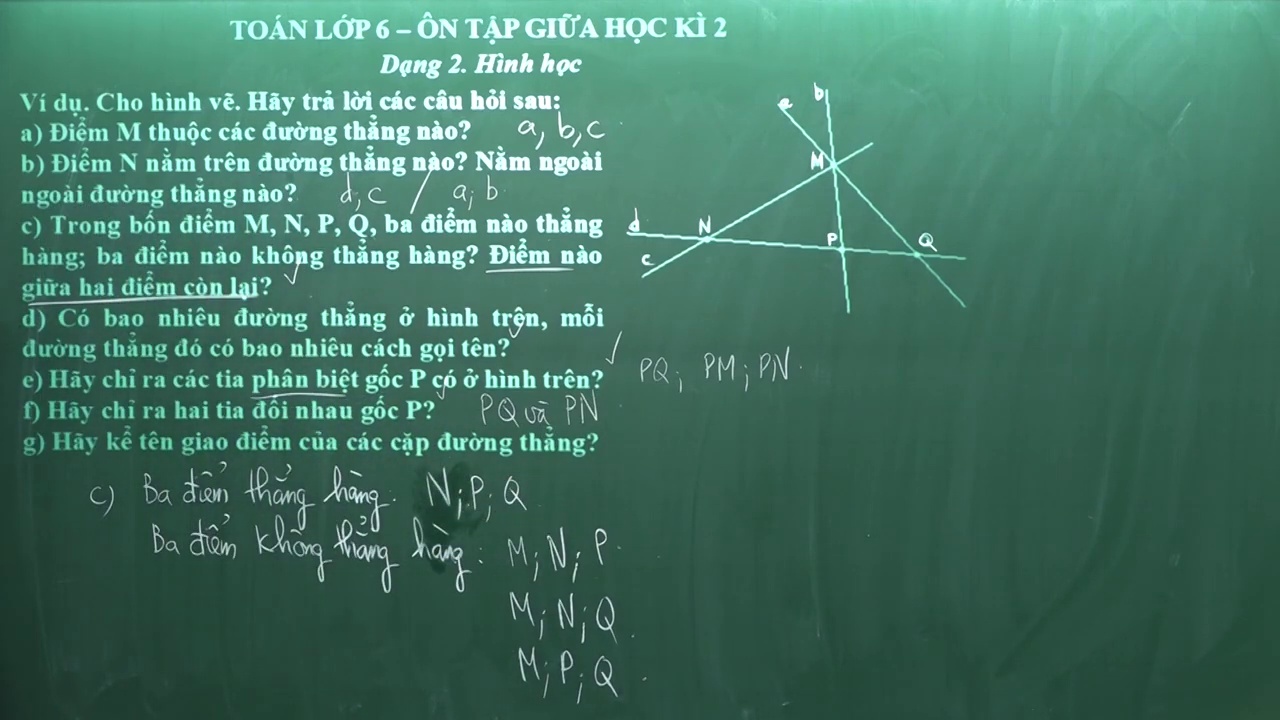 TOÁN LỚP 6 – ÔN TẬP GIỮA HỌC KÌ 2
Dạng 2. Hình học
Ví dụ. Cho hình vẽ. Hãy trả lời các câu hỏi sau:
a) Điểm M thuộc các đường thẳng nào? a, b, c
b) Điểm N nằm trên đường thẳng nào? Nằm ngoài
ngoài đường thẳng nào? d, c / a; b
c) Trong bốn điểm M, N, P, Q, ba điểm nào thẳng
hàng; ba điểm nào không thẳng hàng? Điểm nào
giữa hai điểm còn lại?
d) Có bao nhiêu đường thẳng ở hình trện, mỗi
đường thẳng đó có bao nhiêu cách gọi tên?
e) Hãy chỉ ra các tia phân biệt gốc P có ở hình trên? PQ; PM; PN.
f) Hãy chỉ ra hai tia đối nhau gốc P? PQ và PN
g) Hãy kể tên giao điểm của các cặp đường thẳng?
c) Ba điểm thẳng hàng: N; P; Q
Ba điểm không thẳng hàng: M; N; P.
M; N; Q.
M; P; Q.
a
b
M
d
N
P
Q
c